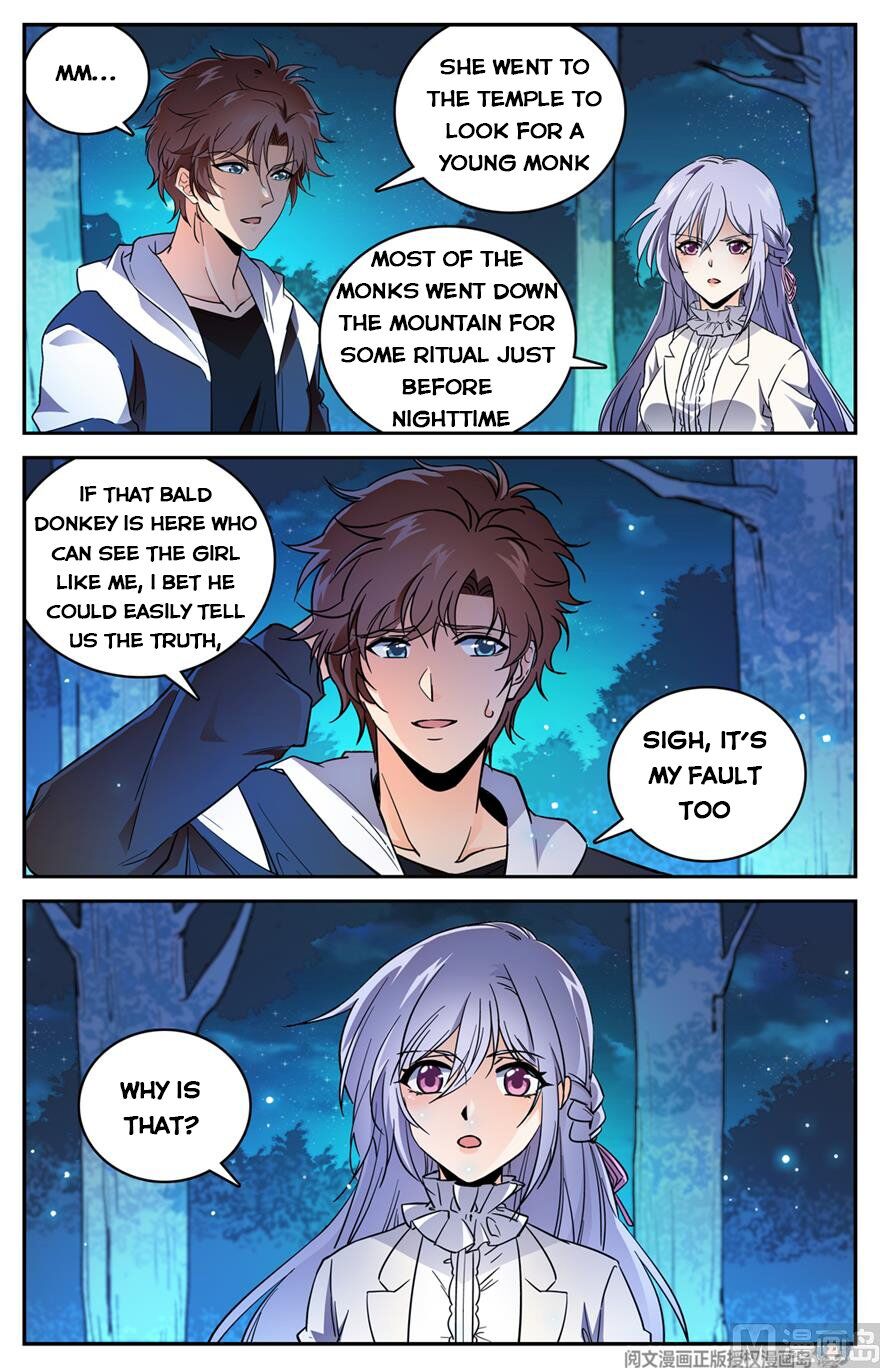 MM...
SHE WENT TO
THE TEMPLE TO
LOOK FOR A
YOUNG MONK
MOST OF THE
MONKS WENT DOWN
THE MOUNTAIN FOR
SOME RITUAL JUST
BEFORE
NIGHTTIME
IF THAT BALD
DONKEY IS HERE WHO
CAN SEE THE GIRL
LIKE ME, I BET HE
COULD EASILY TELL
US THE TRUTH,
SIGH, IT'S
MY FAULT
TOO
WHY IS
THAT?
漫画岛
阅文漫画正版授权漫画岛